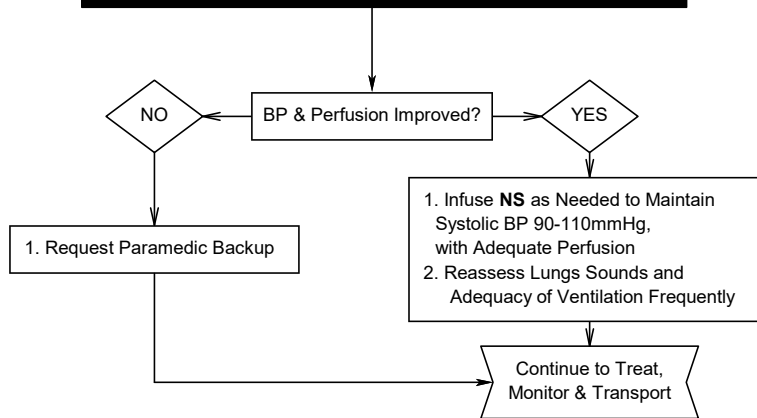 BP & Perfusion Improved?
NO
YES
1. Infuse NS as Needed to Maintain
Systolic BP 90-110mmHg,
with Adequate Perfusion
2. Reassess Lungs Sounds and
Adequacy of Ventilation Frequently
1. Request Paramedic Backup
Continue to Treat,
Monitor & Transport